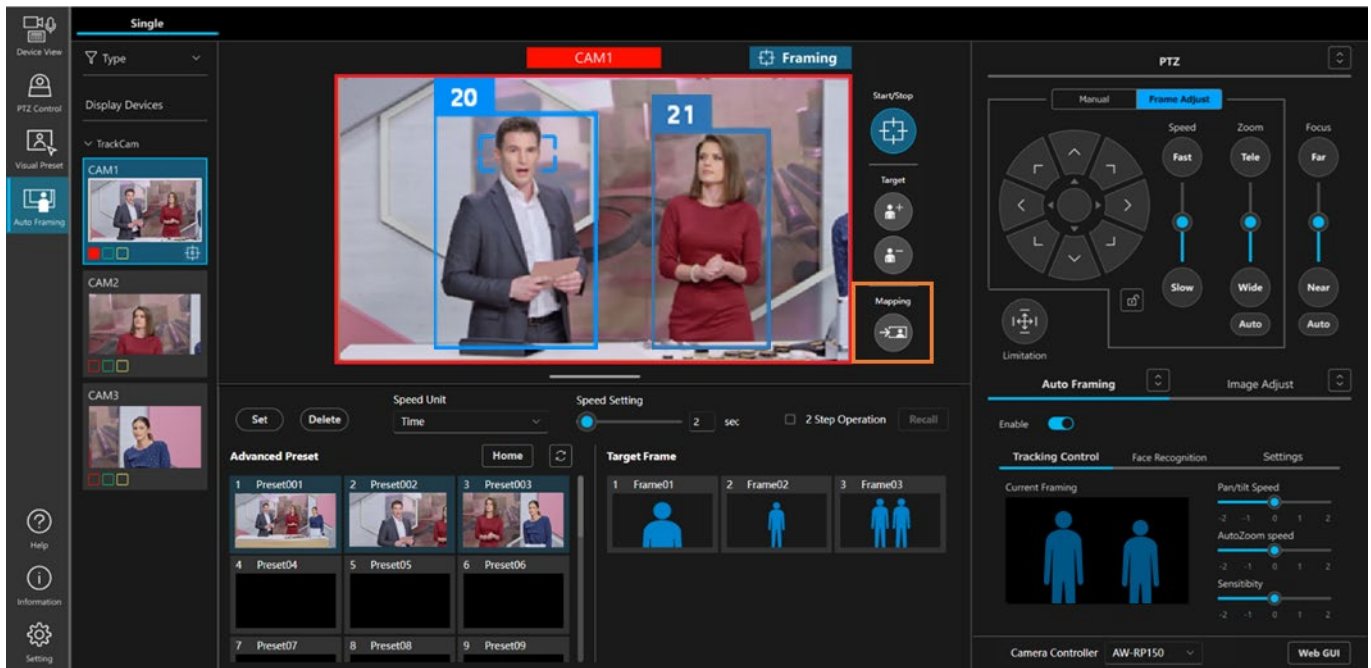 Device View
PTZ Control
Visual Preset
Auto Framing
Help
Information
Setting
Single
Type
Display Devices
TrackCam
CAM1
CAM2
CAM3
CAM1
Framing
20
21
Start/Stop
Target
Mapping
Set
Delete
Speed Unit
Time
Speed Setting
2 sec
2 Step Operation
Recall
Advanced Preset
Home
1 Preset001
2 Preset002
3 Preset003
4 Preset04
5 Preset05
6 Preset06
7 Preset07
8 Preset08
9 Preset09
Target Frame
1 Frame01
2 Frame02
3 Frame03
PTZ
Manual
Frame Adjust
Speed Zoom Focus
Fast Tele Far
Slow Wide Near
Auto Auto
Limitation
Auto Framing
Image Adjust
Enable
Tracking Control
Face Recognition
Settings
Current Framing
Pan/tilt Speed
-2 -1 0 1 2
AutoZoom speed
-2 -1 0 1 2
Sensitibity
-2 -1 0 1 2
Camera Controller
AW-RP150
Web GUI